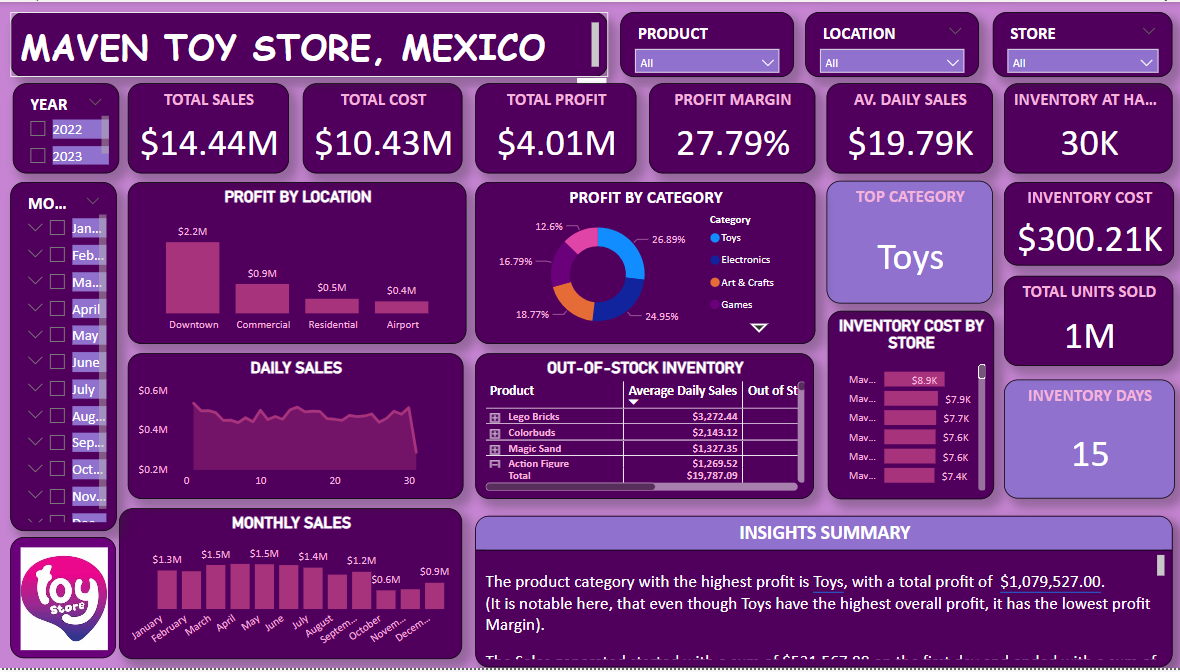 MAVEN TOY STORE, MEXICO
PRODUCT
All
LOCATION
All
STORE
All
YEAR
2022
2023
TOTAL SALES
$14.44M
TOTAL COST
$10.43M
TOTAL PROFIT
$4.01M
PROFIT MARGIN
27.79%
AV. DAILY SALES
$19.79K
INVENTORY AT HA...
30K
MO...
Jan...
Feb...
Ma...
April
May
June
July
Aug...
Sep...
Oct...
Nov...
Dec...
PROFIT BY LOCATION
$2.2M
$0.9M
$0.5M
$0.4M
Downtown
Commercial
Residential
Airport
PROFIT BY CATEGORY
12.6%
26.89%
16.79%
18.77%
24.95%
Category
Toys
Electronics
Art & Crafts
Games
TOP CATEGORY
Toys
INVENTORY COST
$300.21K
TOTAL UNITS SOLD
1M
INVENTORY DAYS
15
DAILY SALES
$0.6M
$0.4M
$0.2M
0 10 20 30
OUT-OF-STOCK INVENTORY
Product Average Daily Sales Out of St
Lego Bricks $3,272.44
Colorbuds $2,143.12
Magic Sand $1,327.35
Action Figure $1,269.52
Total $19,787.09
INVENTORY COST BY
STORE
Mav... $8.9K
Mav... $7.9K
Mav... $7.7K
Mav... $7.6K
Mav... $7.6K
Mav... $7.4K
MONTHLY SALES
$1.3M $1.5M $1.5M $1.4M $1.2M $0.6M $0.9M
January February March April May June July August Septem... October Novem... Decem...
toy
store
INSIGHTS SUMMARY
The product category with the highest profit is Toys, with a total profit of $1,079,527.00.
(It is notable here, that even though Toys have the highest overall profit, it has the lowest profit
Margin).